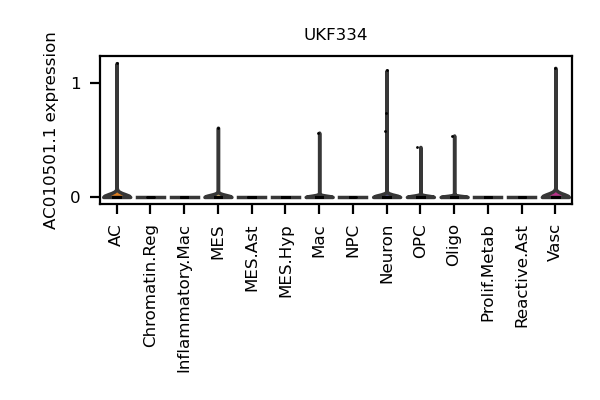 UKF334
AC010501.1 expression
1
0
AC
Chromatin.Reg
Inflammatory.Mac
MES
MES.Ast
MES.Hyp
Mac
NPC
Neuron
OPC
Oligo
Prolif.Metab
Reactive.Ast
Vasc